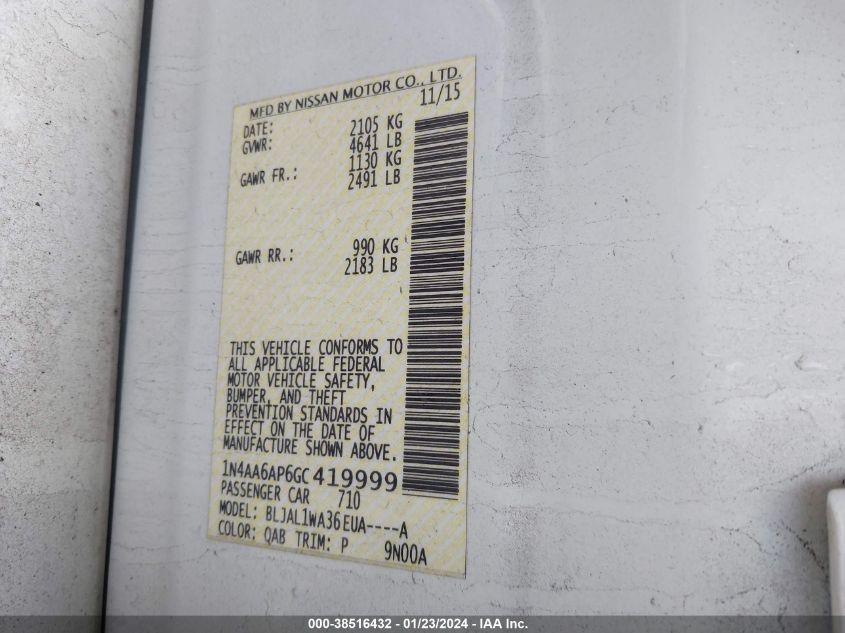 MFD BY NISSAN MOTOR CO., LTD.
DATE: 11/15
GVWR: 2105 KG
4641 LB
GAWR FR.: 1130 KG
2491 LB
GAWR RR.: 990 KG
2183 LB
THIS VEHICLE CONFORMS TO
ALL APPLICABLE FEDERAL
MOTOR VEHICLE SAFETY,
BUMPER, AND THEFT
PREVENTION STANDARDS IN
EFFECT ON THE DATE OF
MANUFACTURE SHOWN ABOVE.
1N4AA6AP6GC419999
PASSENGER CAR 710
MODEL: BLJAL1WA36EUA----A
COLOR: QAB TRIM: P 9N00A
000-38516432 - 01/23/2024 - IAA Inc.